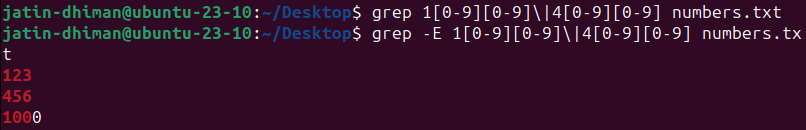 jatin-dhiman@ubuntu-23-10:~/Desktop$ grep 1[0-9][0-9]\|4[0-9][0-9] numbers.txt
jatin-dhiman@ubuntu-23-10:~/Desktop$ grep -E 1[0-9][0-9]\|4[0-9][0-9] numbers.tx
t
123
456
1000